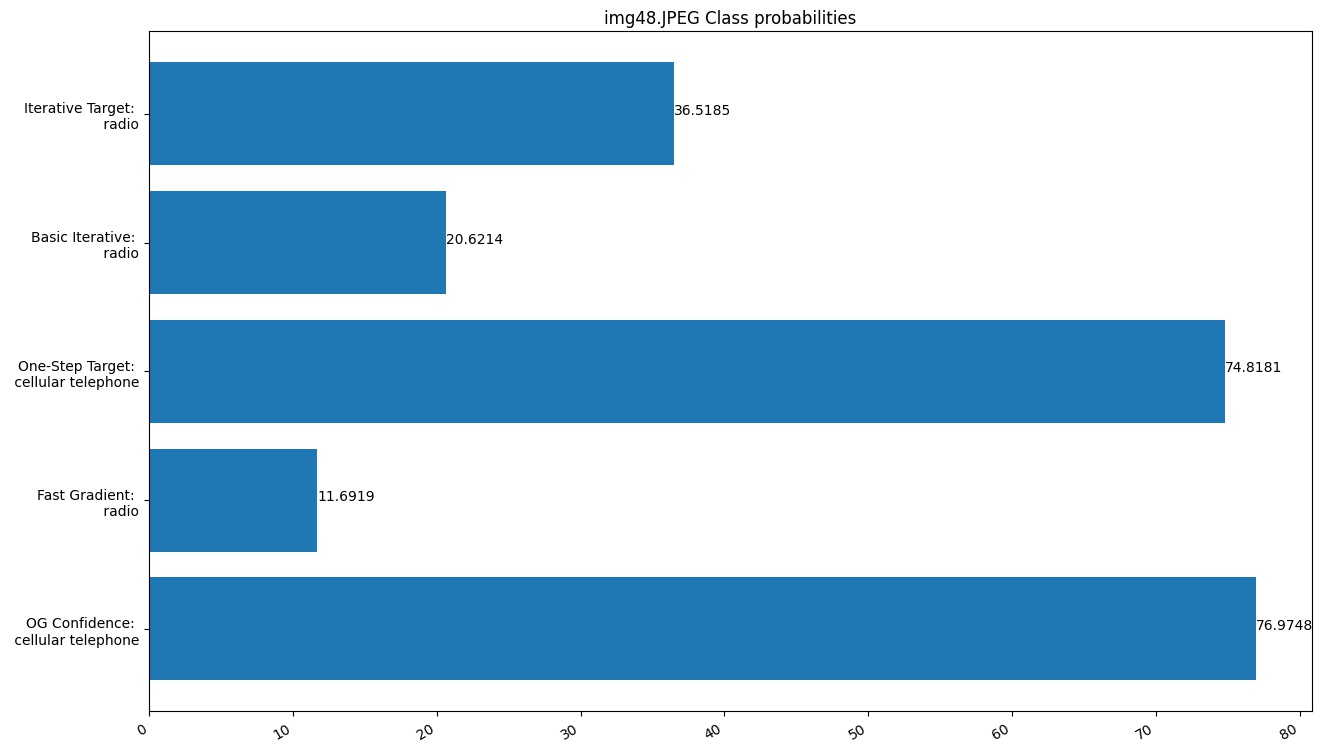 img48.JPEG Class probabilities
Iterative Target:
radio
36.5185
Basic Iterative:
radio
20.6214
One-Step Target:
cellular telephone
74.8181
Fast Gradient:
radio
11.6919
OG Confidence:
cellular telephone
76.9748
0 10 20 30 40 50 60 70 80